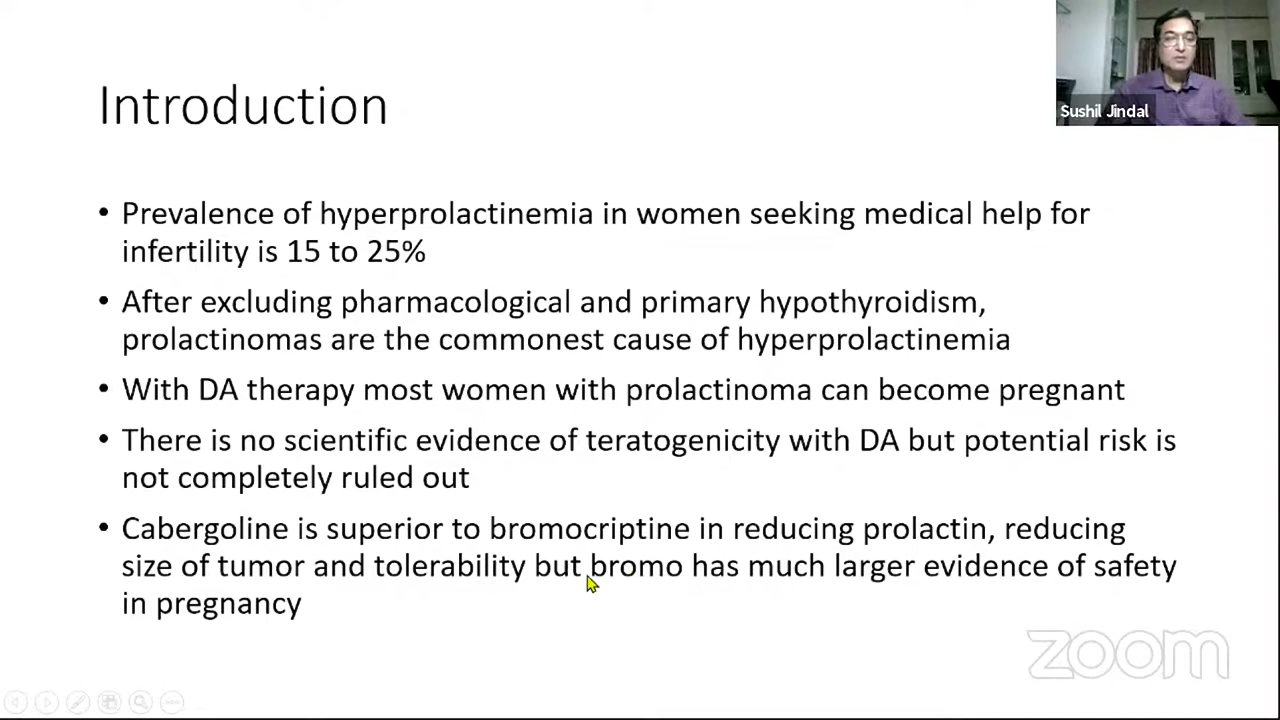 Sushil Jindal
Introduction
• Prevalence of hyperprolactinemia in women seeking medical help for
infertility is 15 to 25%
• After excluding pharmacological and primary hypothyroidism,
prolactinomas are the commonest cause of hyperprolactinemia
• With DA therapy most women with prolactinoma can become pregnant
• There is no scientific evidence of teratogenicity with DA but potential risk is
not completely ruled out
• Cabergoline is superior to bromocriptine in reducing prolactin, reducing
size of tumor and tolerability but bromo has much larger evidence of safety
in pregnancy
zoom